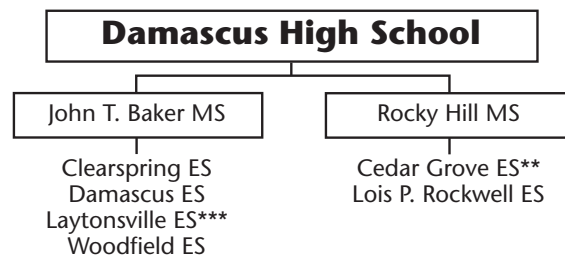 Damascus High School
John T. Baker MS
Rocky Hill MS
Clearspring ES
Damascus ES
Laytonsville ES***
Woodfield ES
Cedar Grove ES**
Lois P. Rockwell ES